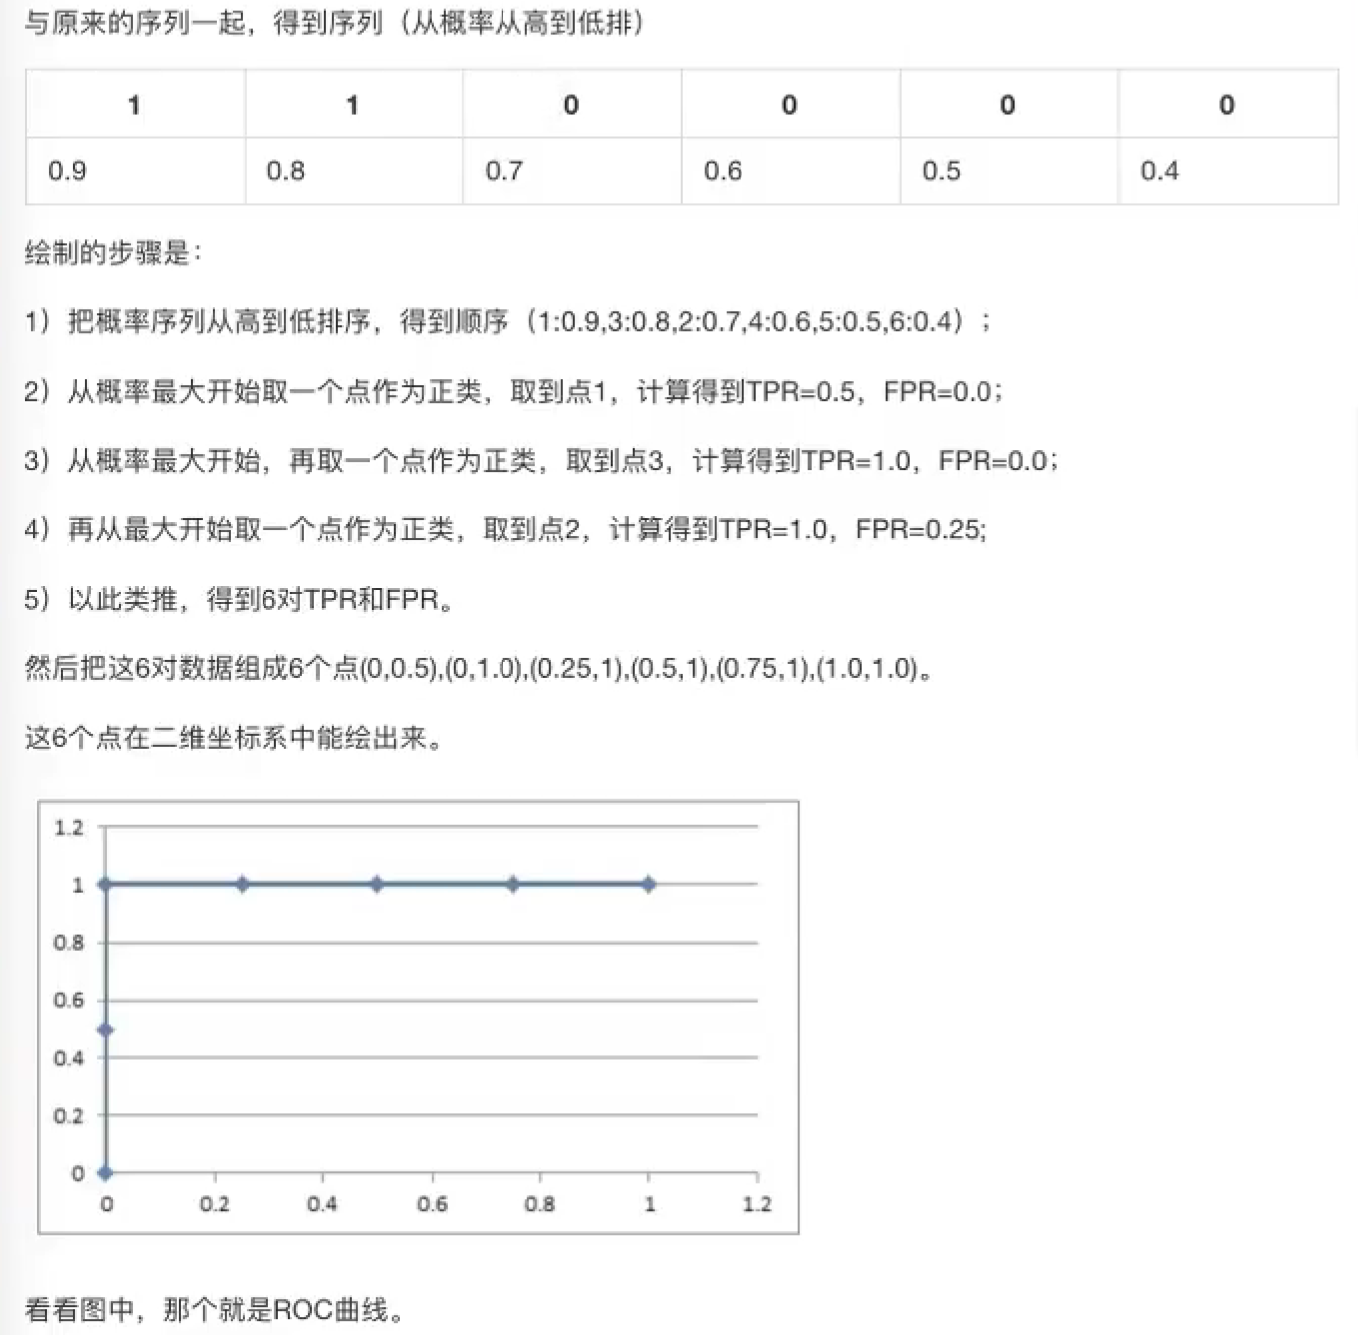 与原来的序列一起，得到序列（从概率从高到低排）
1 1 0 0 0 0
0.9 0.8 0.7 0.6 0.5 0.4
绘制的步骤是：
1）把概率序列从高到低排序，得到顺序（1:0.9,3:0.8,2:0.7,4:0.6,5:0.5,6:0.4）；
2）从概率最大开始取一个点作为正类，取到点1，计算得到TPR=0.5，FPR=0.0；
3）从概率最大开始，再取一个点作为正类，取到点3，计算得到TPR=1.0，FPR=0.0；
4）再从最大开始取一个点作为正类，取到点2，计算得到TPR=1.0，FPR=0.25;
5）以此类推，得到6对TPR和FPR。
然后把这6对数据组成6个点(0,0.5),(0,1.0),(0.25,1),(0.5,1),(0.75,1),(1.0,1.0)。
这6个点在二维坐标系中能绘出来。
1.2
1
0.8
0.6
0.4
0.2
0
0 0.2 0.4 0.6 0.8 1 1.2
看看图中，那个就是ROC曲线。